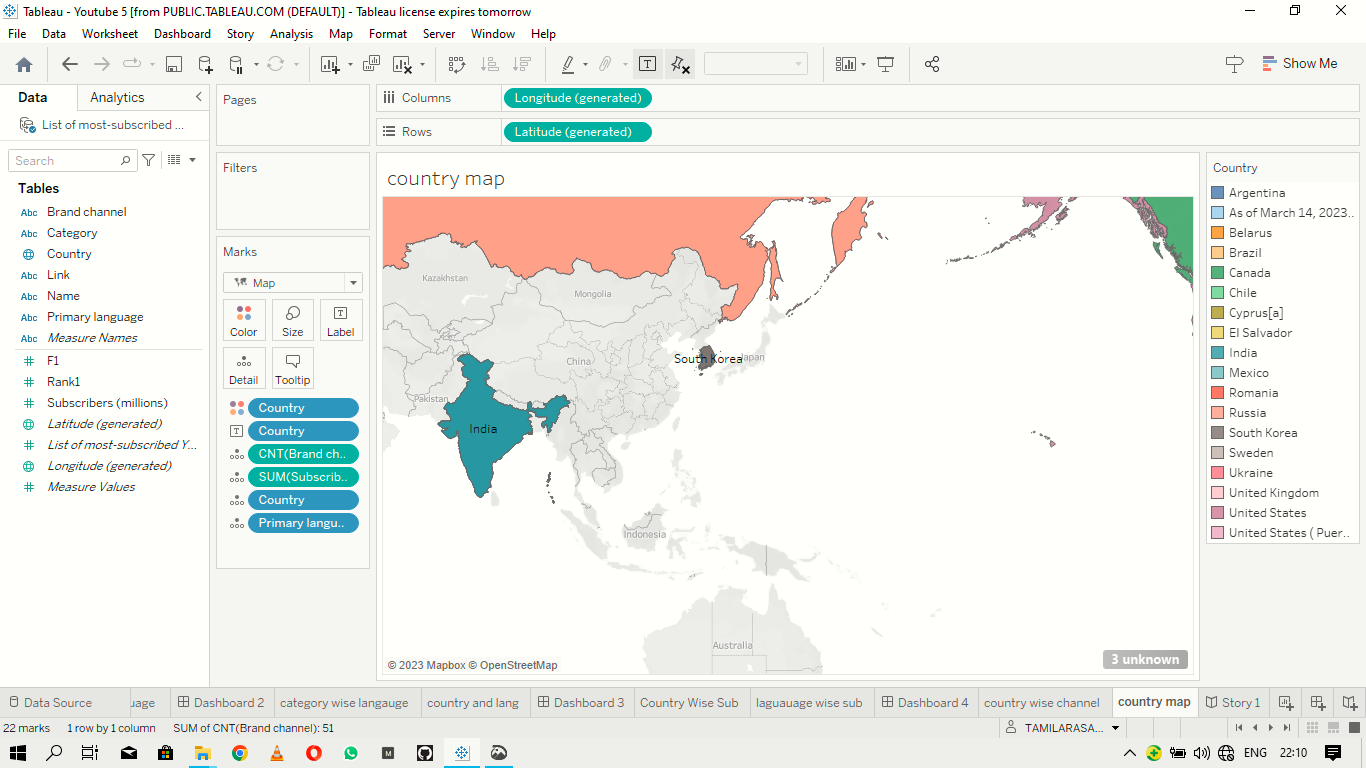 Tableau - Youtube 5 [from PUBLIC.TABLEAU.COM (DEFAULT)] - Tableau license expires tomorrow
File Data Worksheet Dashboard Story Analysis Map Format Server Window Help
Show Me
Data Analytics
List of most-subscribed ...
Search
Tables
Abc Brand channel
Abc Category
Country
Abc Link
Abc Name
Abc Primary language
Abc Measure Names
F1
Rank1
Subscribers (millions)
Latitude (generated)
List of most-subscribed Y...
Longitude (generated)
Measure Values
Pages
Filters
Marks
Map
Color Size Label
Detail Tooltip
Country
Country
CNT(Brand ch..
SUM(Subscrib..
Country
Primary langu..
Columns Longitude (generated)
Rows Latitude (generated)
country map
Kazakhstan
Mongolia
South Korea
Japan
China
Pakistan
India
Indonesia
Australia
© 2023 Mapbox © OpenStreetMap
3 unknown
Country
Argentina
As of March 14, 2023..
Belarus
Brazil
Canada
Chile
Cyprus[a]
El Salvador
India
Mexico
Romania
Russia
South Korea
Sweden
Ukraine
United Kingdom
United States
United States ( Puer..
Data Source uage Dashboard 2 category wise langauge country and lang Dashboard 3 Country Wise Sub laguauage wise sub Dashboard 4 country wise channel country map Story 1
22 marks 1 row by 1 column SUM of CNT(Brand channel): 51 TAMILARASA...
M ENG 22:10